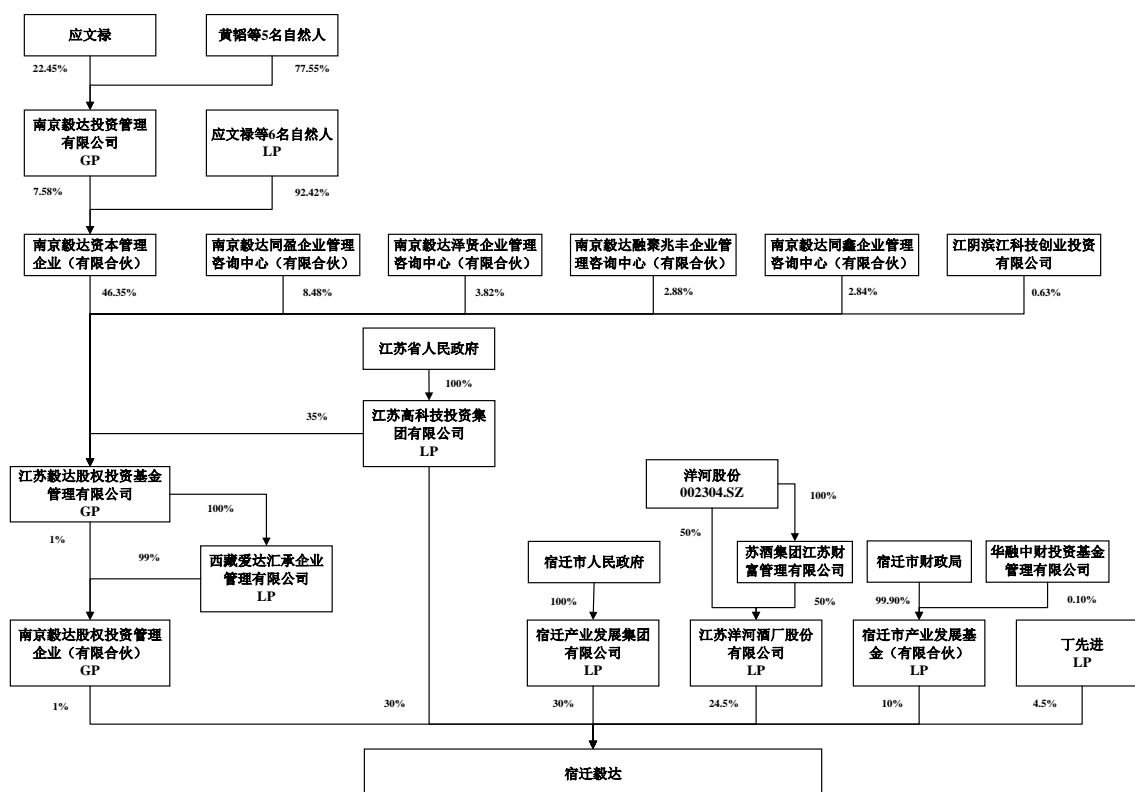 应文禄
黄韬等5名自然人
22.45%
77.55%
南京毅达投资管理
有限公司
GP
应文禄等6名自然人
LP
7.58%
92.42%
南京毅达资本管理
企业（有限合伙）
南京毅达同盈企业管理
咨询中心（有限合伙）
南京毅达泽贤企业管理
咨询中心（有限合伙）
南京毅达融聚兆丰企业管
理咨询中心（有限合伙）
南京毅达同鑫企业管理
咨询中心（有限合伙）
江阴滨江科技创业投资
有限公司
46.35%
8.48%
3.82%
2.88%
2.84%
0.63%
江苏省人民政府
100%
35%
江苏高科技投资集
团有限公司
LP
江苏毅达股权投资基金
管理有限公司
GP
100%
洋河股份
002304.SZ
100%
1%
99%
50%
西藏爱达汇承企业
管理有限公司
LP
宿迁市人民政府
苏酒集团江苏财
富管理有限公司
宿迁市财政局
华融中财投资基金
管理有限公司
100%
50%
99.90%
0.10%
南京毅达股权投资管理
企业（有限合伙）
GP
宿迁产业发展集团
有限公司
LP
江苏洋河酒厂股份
有限公司
LP
宿迁市产业发展基
金（有限合伙）
LP
丁先进
LP
1%
30%
30%
24.5%
10%
4.5%
宿迁毅达